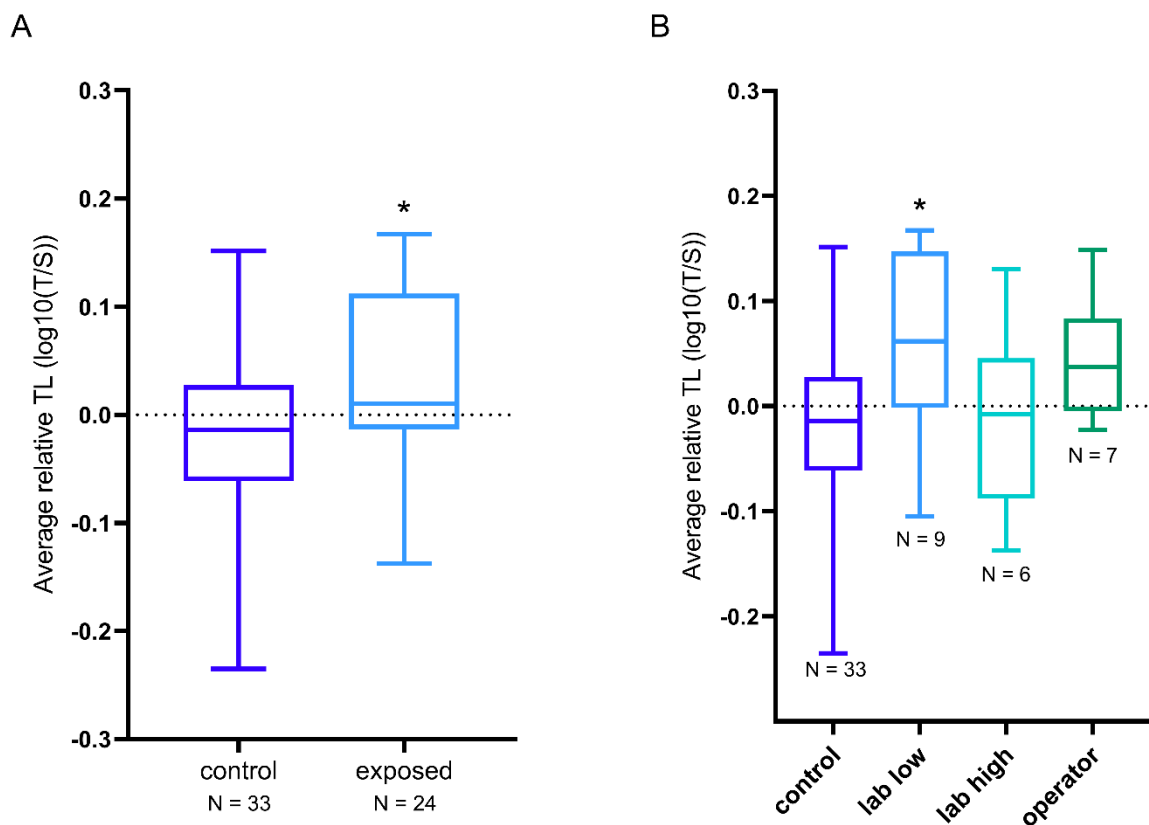 A
Average relative TL (log10(T/S))
0.3
0.2
0.1
0.0
-0.1
-0.2
-0.3
*
control
exposed
N = 33
N = 24
B
Average relative TL (log10(T/S))
0.3
0.2
0.1
0.0
-0.1
-0.2
*
N = 33
N = 9
N = 6
N = 7
control
lab low
lab high
operator